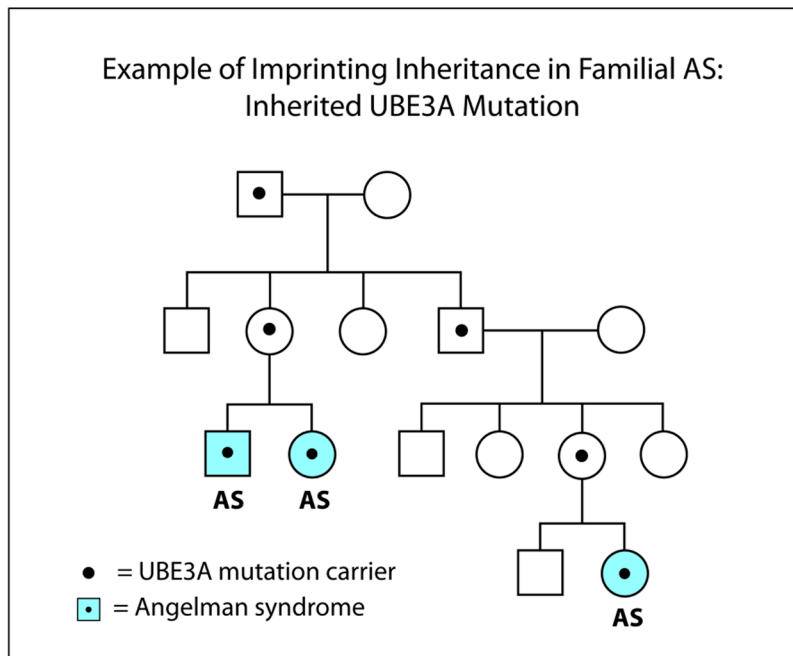 Example of Imprinting Inheritance in Familial AS:
Inherited UBE3A Mutation
AS
AS
AS
= UBE3A mutation carrier
= Angelman syndrome